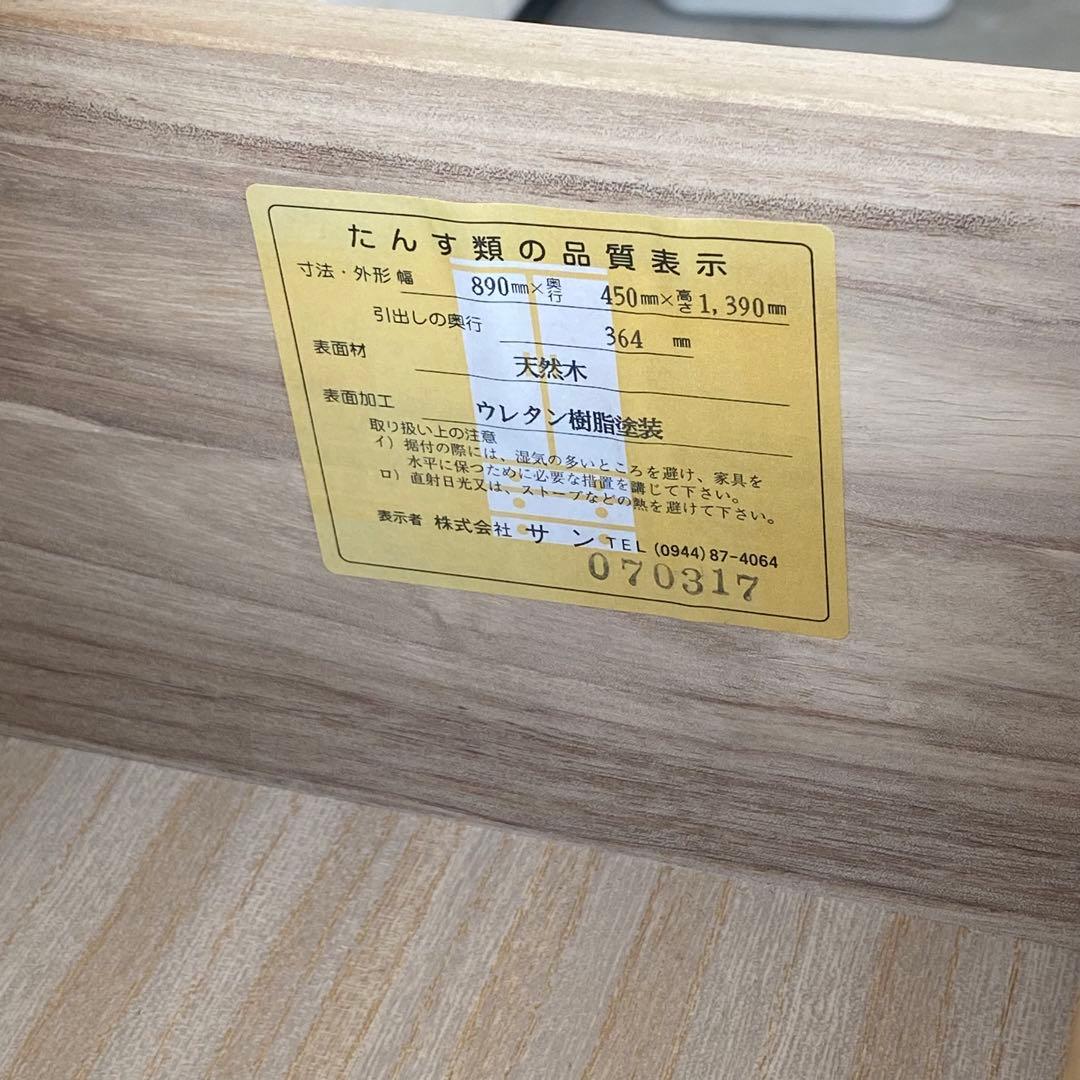 たんす類の品質表示
寸法・外形 幅 890mm×奥行 450mm×高さ1,390mm
引出しの奥行 364 mm
表面材 天然木
表面加工 ウレタン樹脂塗装
取り扱い上の注意
イ）据付の際には、湿気の多いところを避け、家具を
水平に保つために必要な措置を講じて下さい。
ロ）直射日光又は、ストーブなどの熱を避けて下さい。
表示者 株式会社 サン TEL (0944)87-4064
070317